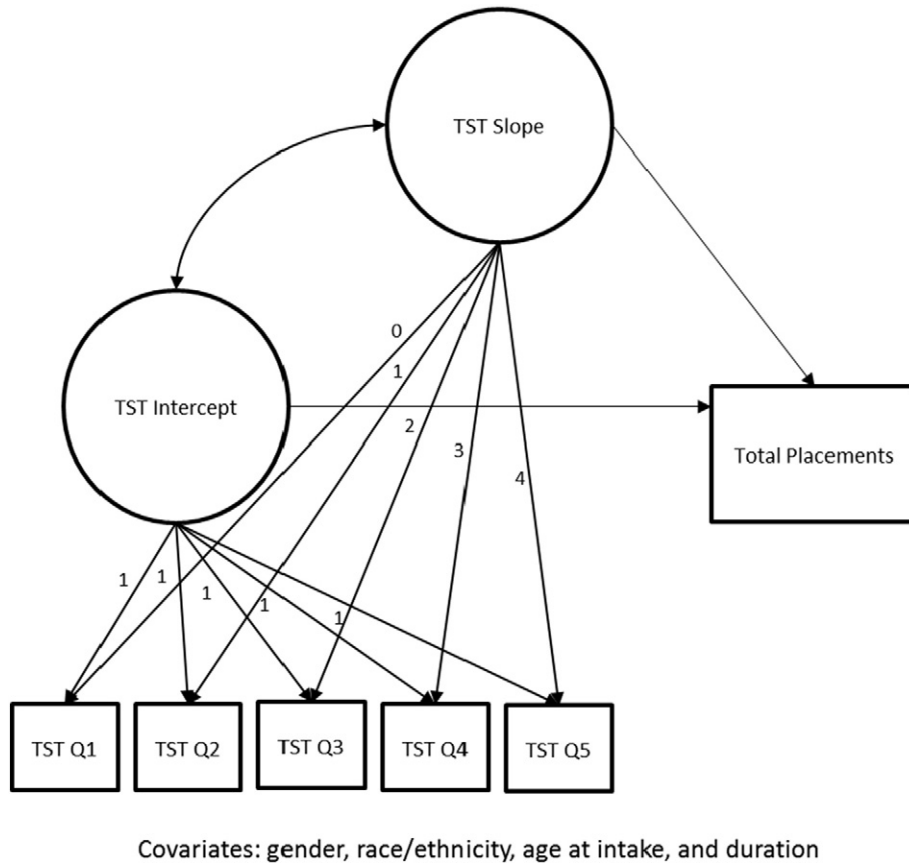 TST Slope
0
1
TST Intercept
2
3
Total Placements
4
1
1
1
1
1
TST Q1
TST Q2
TST Q3
TST Q4
TST Q5
Covariates: gender, race/ethnicity, age at intake, and duration